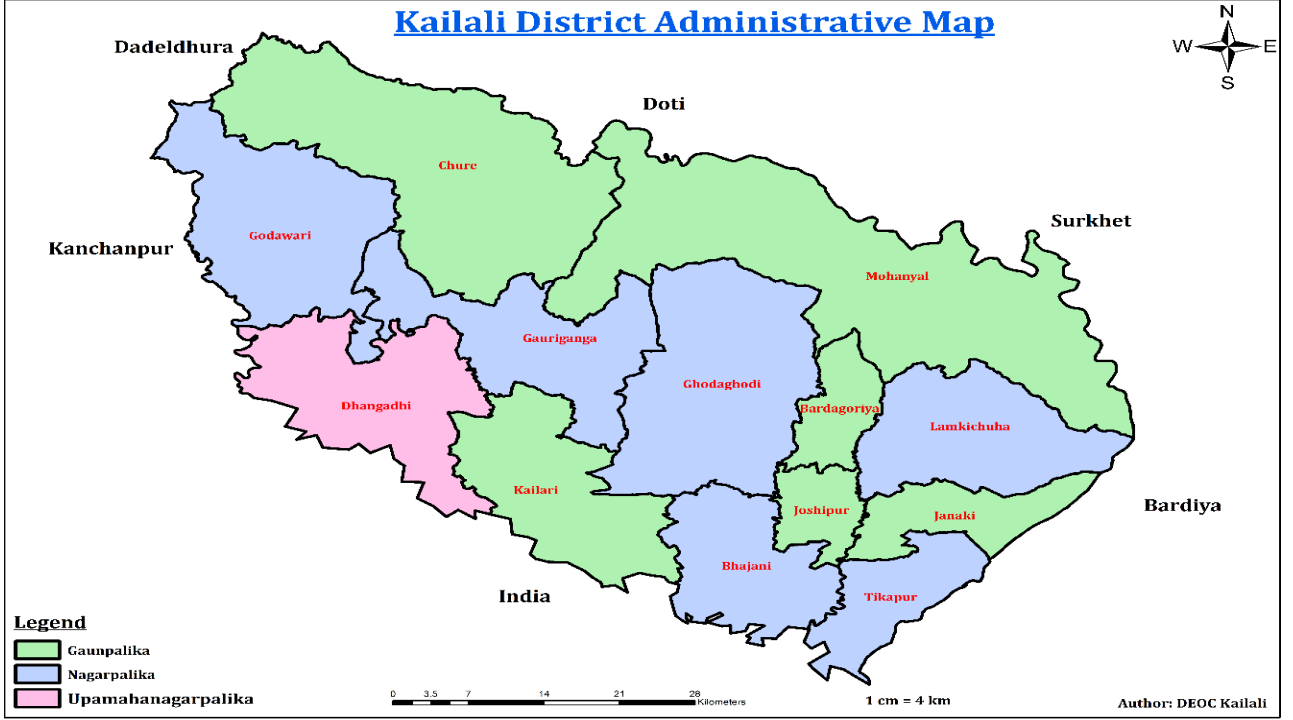 Kailali District Administrative Map
N
W E
S
Dadeldhura
Doti
Chure
Surkhet
Godawari
Kanchanpur
Mohanyal
Gauriganga
Ghodaghodi
Dhangadhi
Bardagoriya
Lamkichuha
Kailari
Joshipur
Janaki
Bardiya
Bhajani
India
Tikapur
Legend
Gaunpalika
Nagarpalika
Upamahanagarpalika
0 3.5 7 14 21 28
Kilometers
1 cm = 4 km
Author: DEOC Kailali